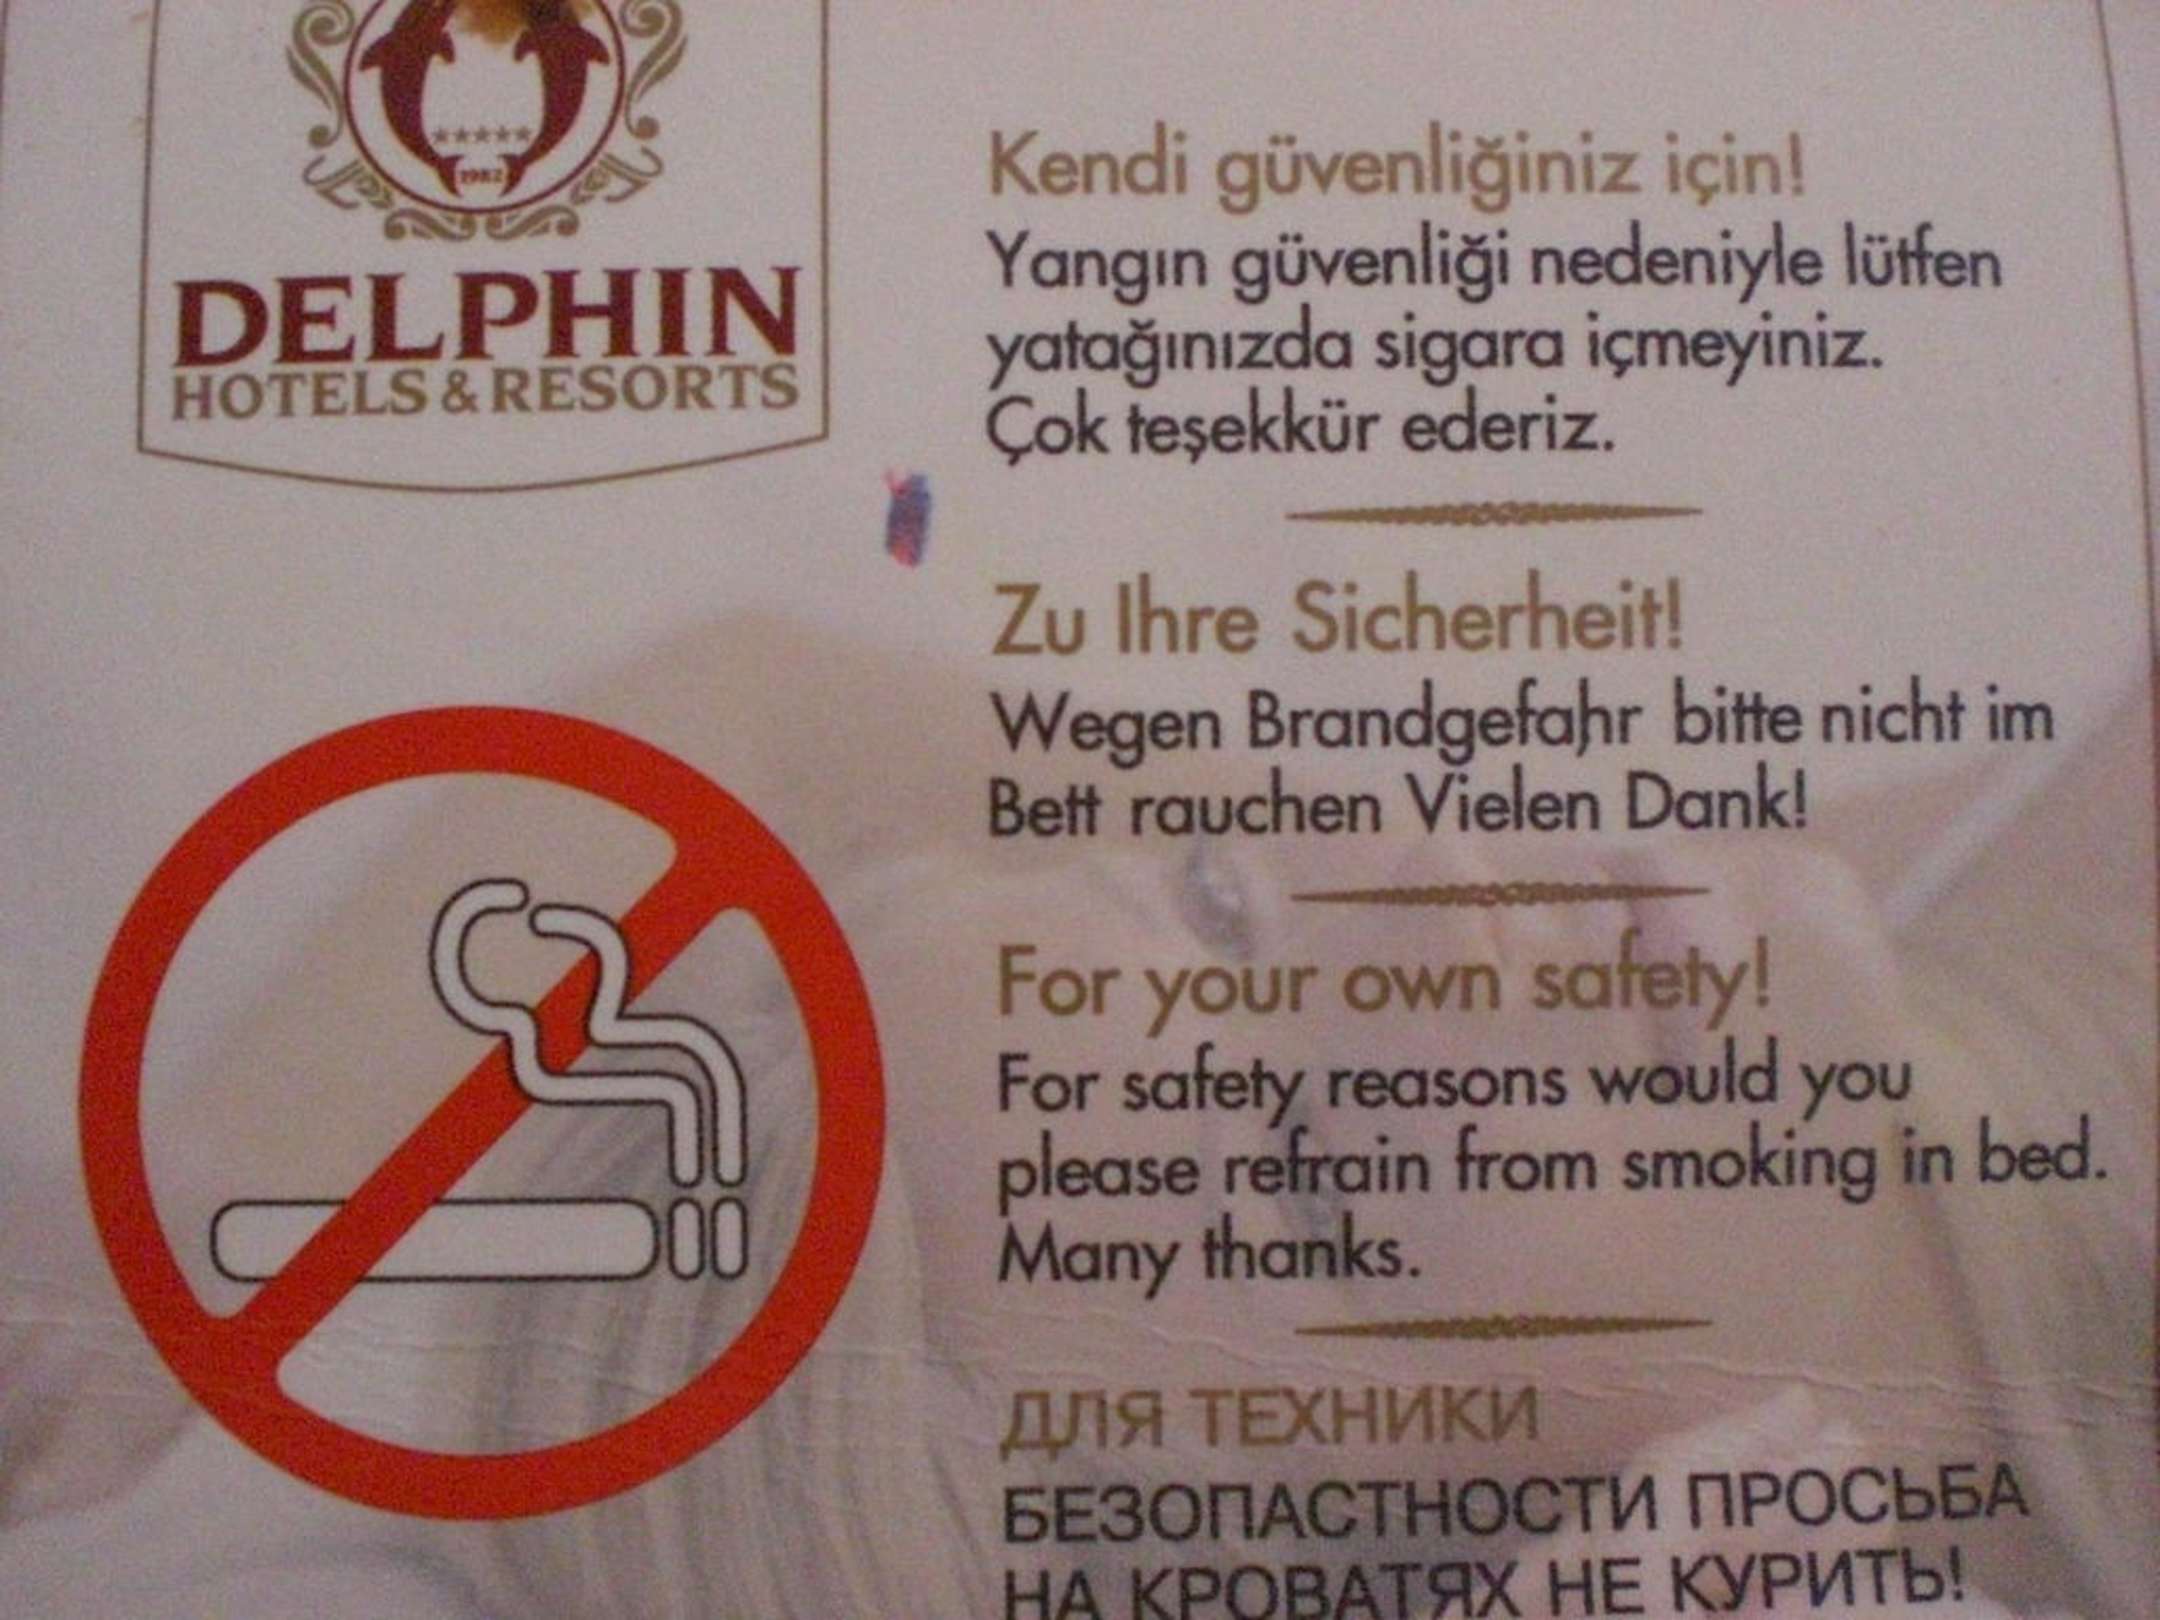 1982
DELPHIN
HOTELS & RESORTS
Kendi güvenliğiniz için!
Yangın güvenliği nedeniyle lütfen
yatağınızda sigara içmeyiniz.
Çok teşekkür ederiz.
Zu Ihre Sicherheit!
Wegen Brandgefahr bitte nicht im
Bett rauchen Vielen Dank!
For your own safety!
For safety reasons would you
please refrain from smoking in bed.
Many thanks.
ДЛЯ ТЕХНИКИ
БЕЗОПАСТНОСТИ ПРОСЬБА
НА КРОВАТЯХ НЕ КУРИТЬ!